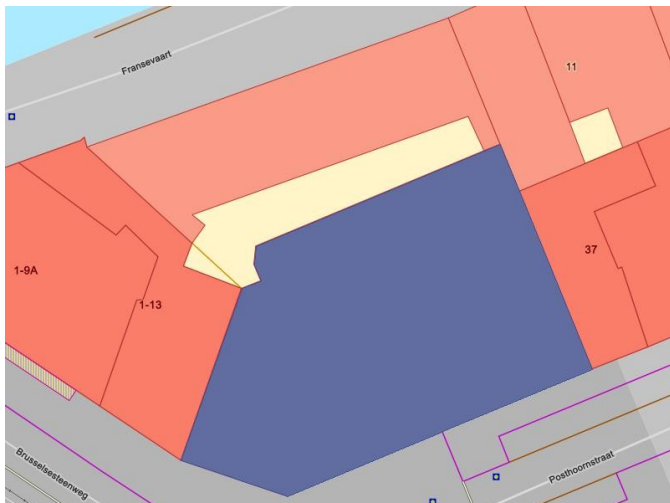 Fransevaart
11
37
1-9A
1-13
Brusselsesteenweg
Posthoornstraat